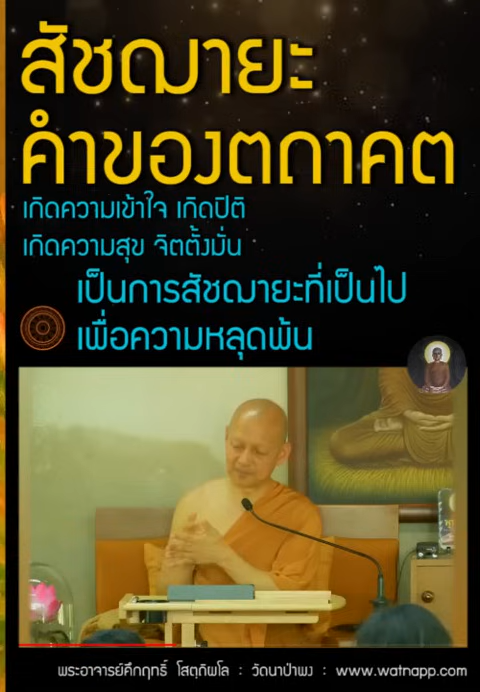 สัชฌายะ
คำของตถาคต
เกิดความเข้าใจ เกิดปิติ
เกิดความสุข จิตตั้งมั่น
เป็นการสัชฌายะที่เป็นไป
เพื่อความหลุดพ้น
พระอาจารย์คึกฤทธิ์ โสตฺถิผโล : วัดนาป่าพง : www.watnapp.com